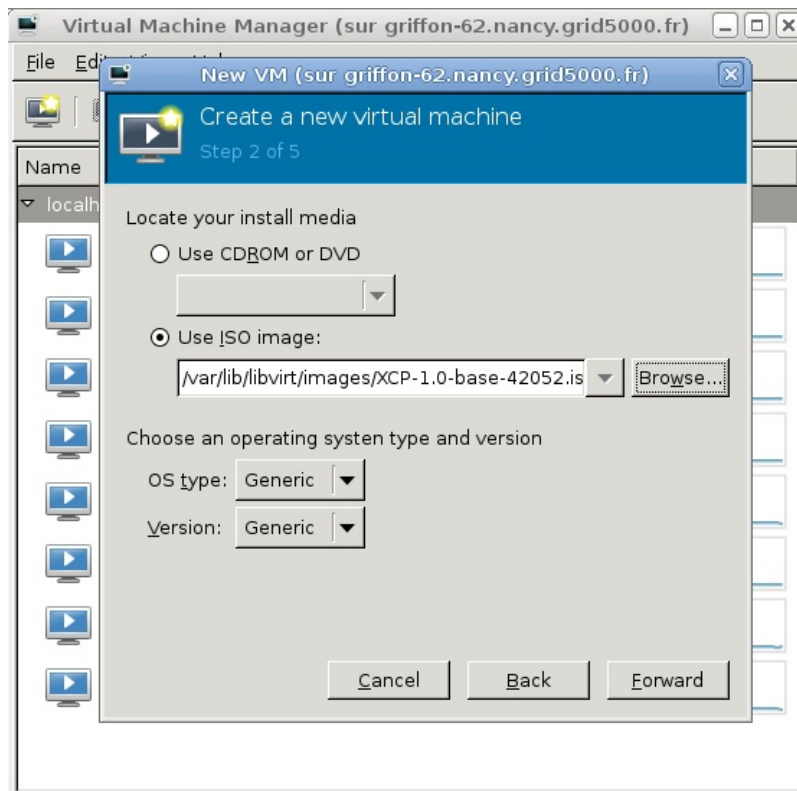 Virtual Machine Manager (sur griffon-62.nancy.grid5000.fr)
File
New VM (sur griffon-62.nancy.grid5000.fr)
Create a new virtual machine
Step 2 of 5
Name
localh
Locate your install media
Use CDROM or DVD
Use ISO image:
/var/lib/libvirt/images/XCP-1.0-base-42052.is
Browse...
Choose an operating systen type and version
OS type: Generic
Version: Generic
Cancel Back Forward